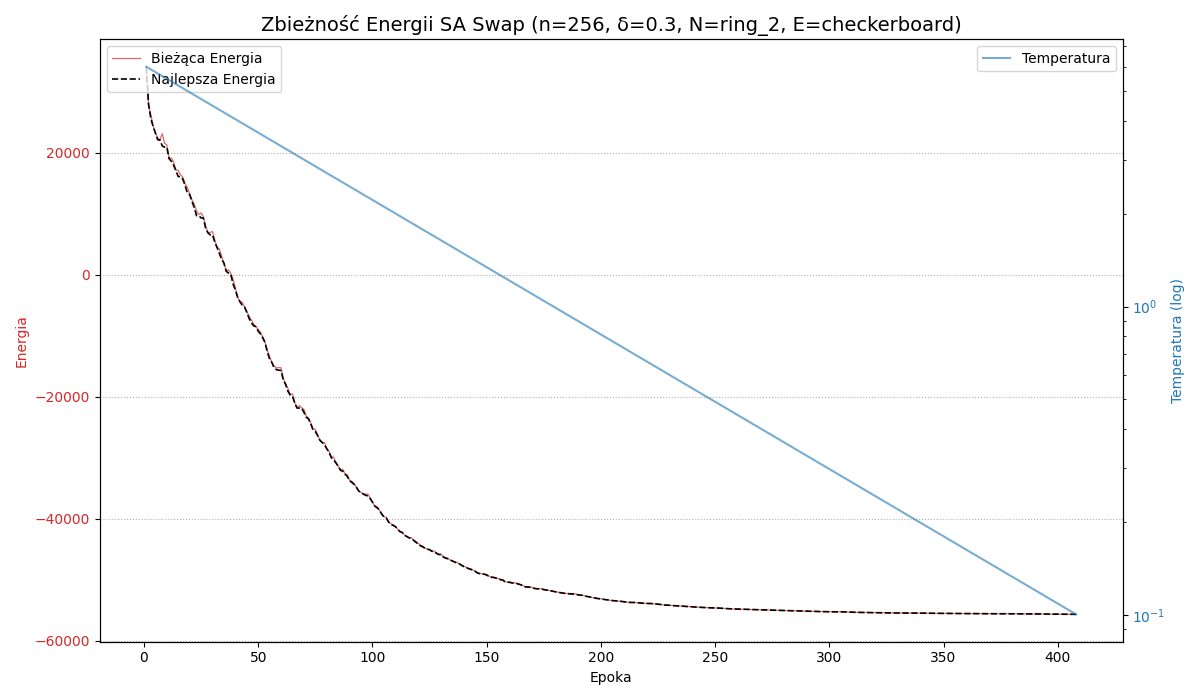 Zbieżność Energii SA Swap (n=256, δ=0.3, N=ring_2, E=checkerboard)
Bieżąca Energia
Najlepsza Energia
Temperatura
20000
0
−20000
−40000
−60000
Energia
10⁰
10⁻¹
Temperatura (log)
0 50 100 150 200 250 300 350 400
Epoka